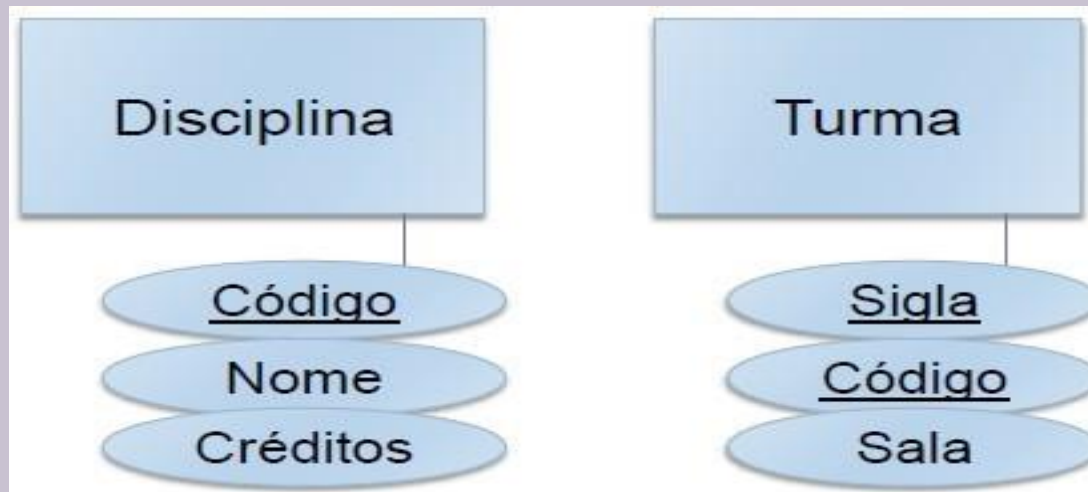 Disciplina
Código
Nome
Créditos
Turma
Sigla
Código
Sala